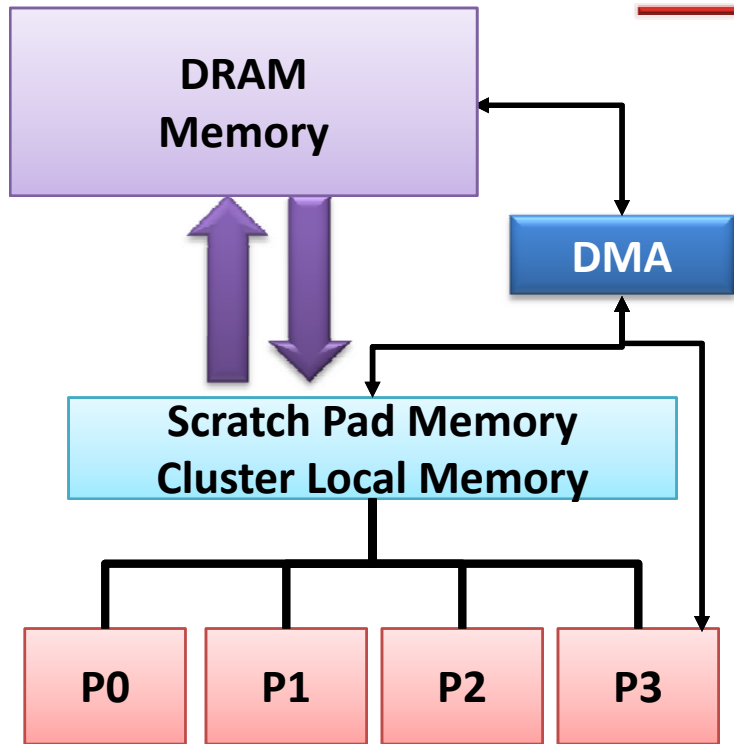 DRAM
Memory
DMA
Scratch Pad Memory
Cluster Local Memory
P0
P1
P2
P3